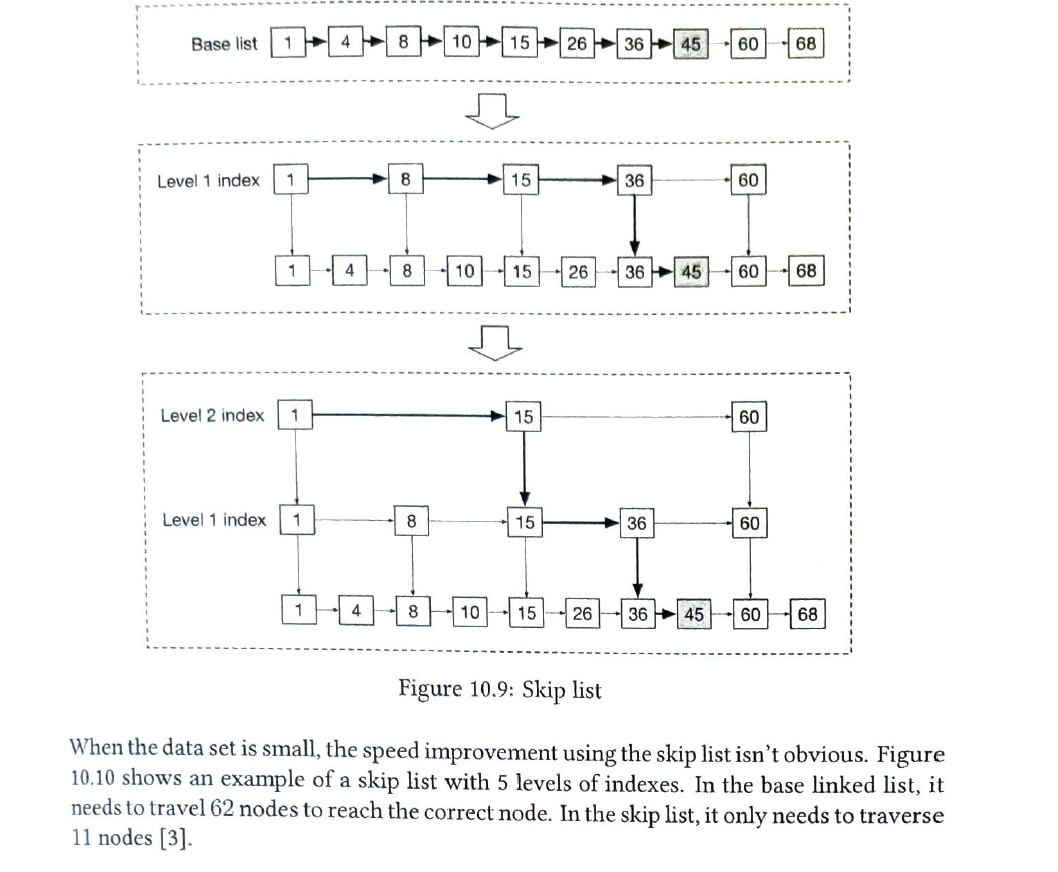 Base list 1 4 8 10 15 26 36 45 60 68
Level 1 index 1 8 15 36 60
1 4 8 10 15 26 36 45 60 68
Level 2 index 1 15 60
Level 1 index 1 8 15 36 60
1 4 8 10 15 26 36 45 60 68
Figure 10.9: Skip list
When the data set is small, the speed improvement using the skip list isn't obvious. Figure
10.10 shows an example of a skip list with 5 levels of indexes. In the base linked list, it
needs to travel 62 nodes to reach the correct node. In the skip list, it only needs to traverse
11 nodes [3].